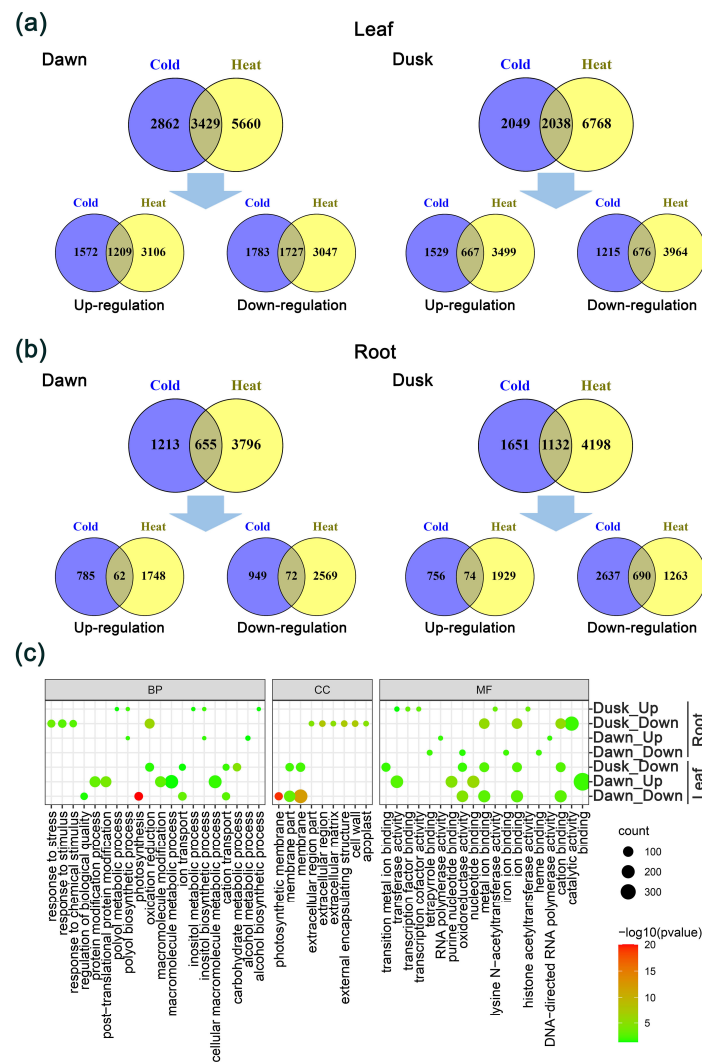 (a)
Leaf
Dawn
Dusk
Cold
Heat
Cold
Heat
2862
3429
5660
2049
2038
6768
Cold
Heat
Cold
Heat
Cold
Heat
Cold
Heat
1572
1209
3106
1783
1727
3047
1529
667
3499
1215
676
3964
Up-regulation
Down-regulation
Up-regulation
Down-regulation
(b)
Root
Dawn
Dusk
Cold
Heat
Cold
Heat
1213
655
3796
1651
1132
4198
Cold
Heat
Cold
Heat
Cold
Heat
Cold
Heat
785
62
1748
949
72
2569
756
74
1929
2637
690
1263
Up-regulation
Down-regulation
Up-regulation
Down-regulation
(c)
BP
CC
MF
Dusk_Up
Dusk_Down
Dawn_Up
Dawn_Down
Root
Dusk_Down
Dawn_Up
Dawn_Down
Leaf
response to stress
response to stimulus
response to chemical stimulus
regulation of biological quality
protein modification process
post-translational protein modification
polyol metabolic process
polyol biosynthetic process
photosynthesis
oxidation reduction
macromolecule modification
macromolecule metabolic process
ion transport
inositol metabolic process
inositol biosynthetic process
cellular macromolecule metabolic process
cation transport
carbohydrate metabolic process
alcohol metabolic process
alcohol biosynthetic process
photosynthetic membrane
membrane part
membrane
extracellular region part
extracellular region
extracellular matrix
external encapsulating structure
cell wall
apoplast
transition metal ion binding
transferase activity
transcription factor binding
transcription cofactor activity
tetrapyrrole binding
RNA polymerase activity
purine nucleotide binding
oxidoreductase activity
nucleotide binding
metal ion binding
lysine N-acetyltransferase activity
iron ion binding
ion binding
histone acetyltransferase activity
heme binding
DNA-directed RNA polymerase activity
cation binding
catalytic activity
binding
count
100
200
300
-log10(pvalue)
20
15
10
5